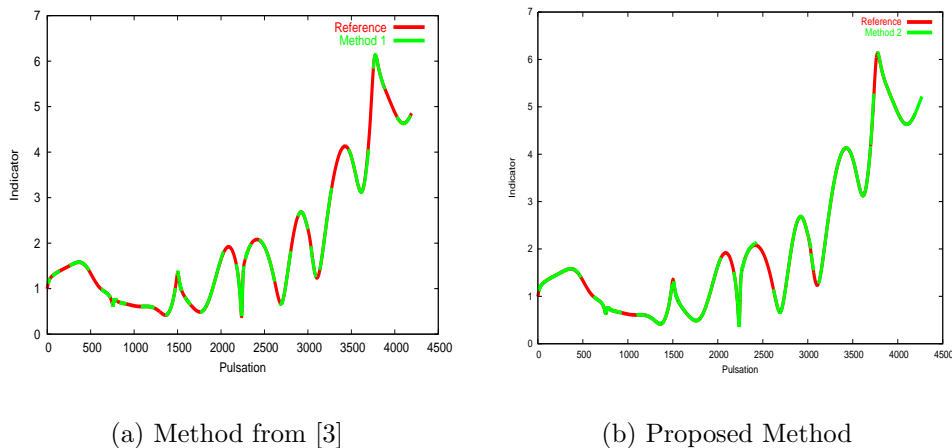 7
6
5
4
3
2
1
0
0 500 1000 1500 2000 2500 3000 3500 4000 4500
Indicator
Pulsation
Reference
Method 1
(a) Method from [3]
7
6
5
4
3
2
1
0
0 500 1000 1500 2000 2500 3000 3500 4000 4500
Indicator
Pulsation
Reference
Method 2
(b) Proposed Method